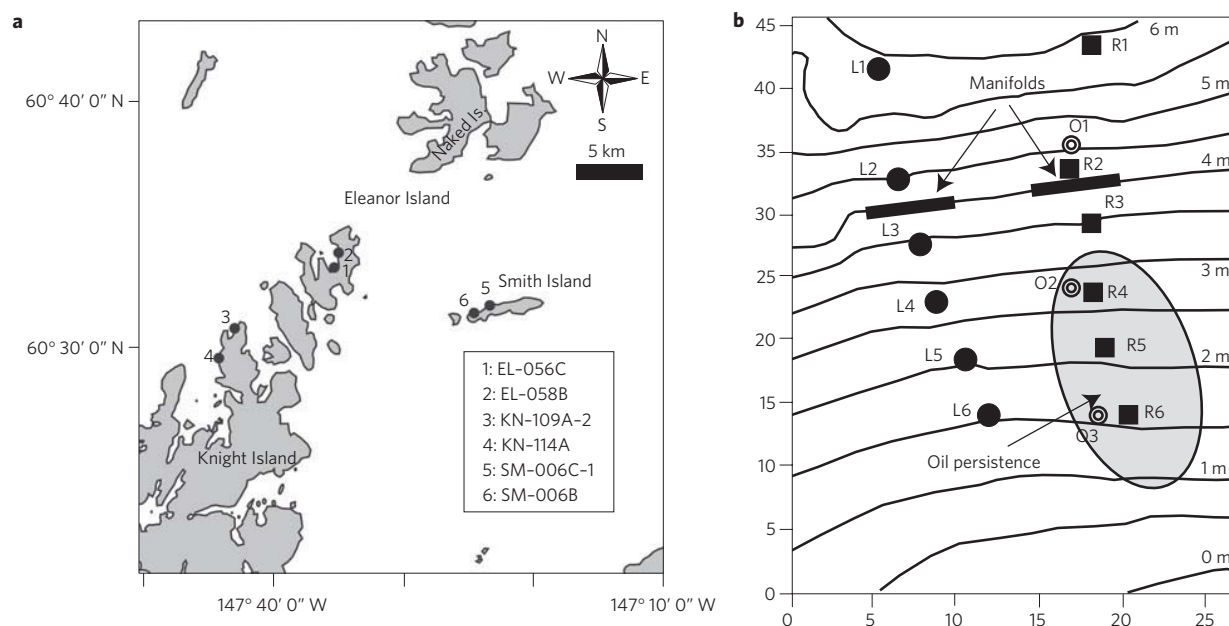 a
N
W E
S
5 km
60° 40′ 0″ N
60° 30′ 0″ N
Naked Is.
Eleanor Island
Smith Island
Knight Island
2
1
3
4
5
6
1: EL-056C
2: EL-058B
3: KN-109A-2
4: KN-114A
5: SM-006C-1
6: SM-006B
147° 40′ 0″ W
147° 10′ 0″ W
b
45
40
35
30
25
20
15
10
5
0
6 m
5 m
4 m
3 m
2 m
1 m
0 m
R1
L1
Manifolds
O1
L2
R2
R3
L3
O2
R4
L4
R5
L5
L6
R6
O3
Oil persistence
0
5
10
15
20
25